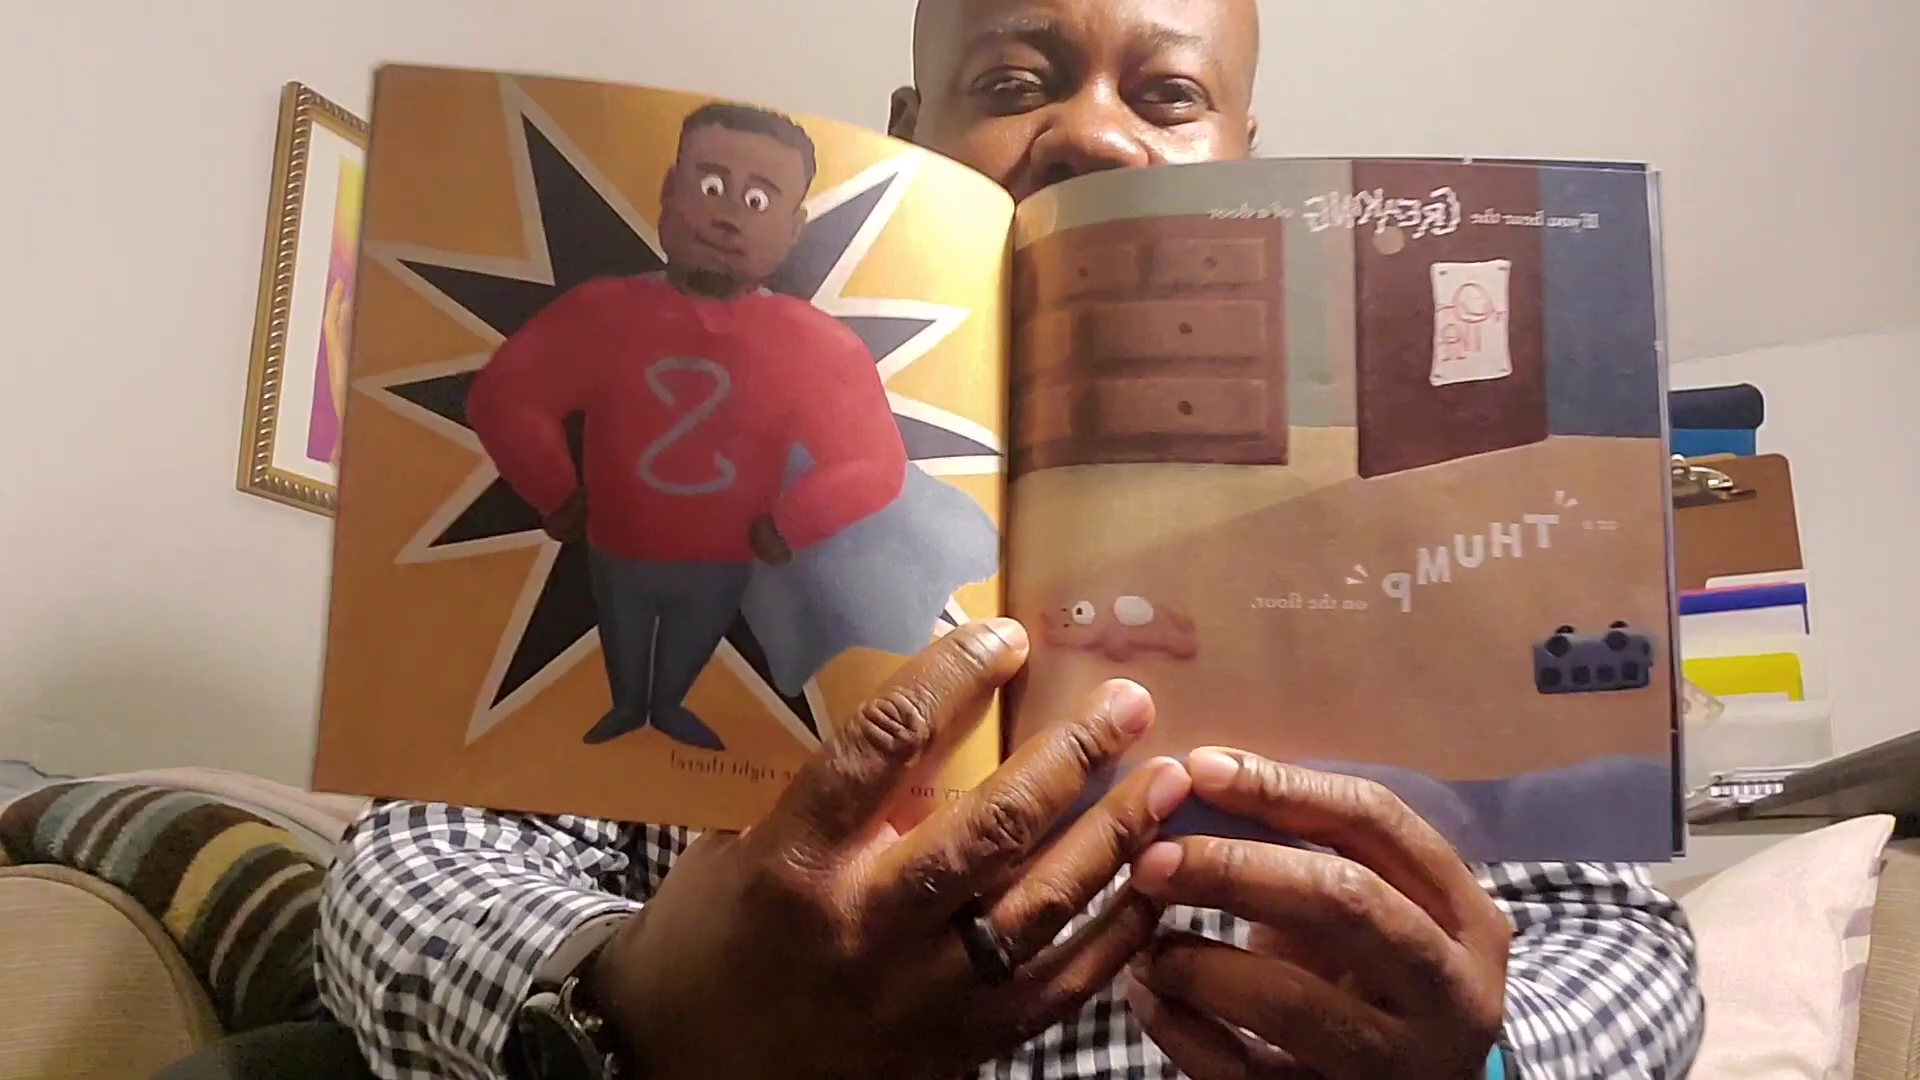 If you hear the CREAKING of a door
or a "THUMP" on the floor,
right there!